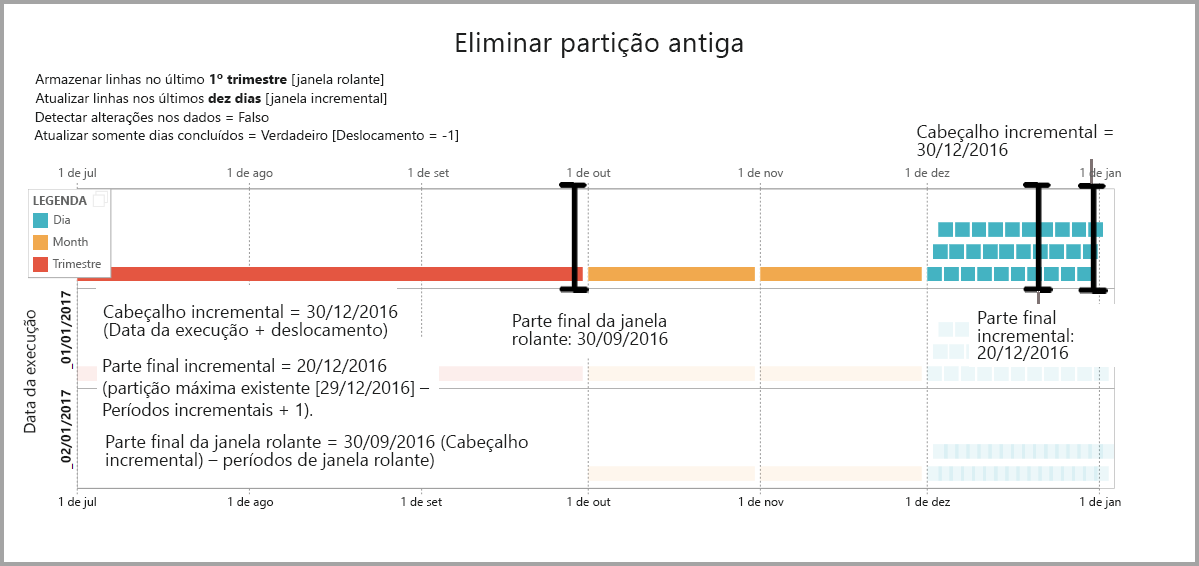 Eliminar partição antiga
Armazenar linhas no último 1º trimestre [janela rolante]
Atualizar linhas nos últimos dez dias [janela incremental]
Detectar alterações nos dados = Falso
Atualizar somente dias concluídos = Verdadeiro [Deslocamento = -1]
Cabeçalho incremental =
30/12/2016
1 de jul
1 de ago
1 de set
1 de out
1 de nov
1 de dez
1 de jan
LEGENDA
Dia
Month
Trimestre
Data da execução
01/01/2017
02/01/2017
Cabeçalho incremental = 30/12/2016
(Data da execução + deslocamento)
Parte final da janela
rolante: 30/09/2016
Parte final
incremental:
20/12/2016
Parte final incremental = 20/12/2016
(partição máxima existente [29/12/2016] –
Períodos incrementais + 1).
Parte final da janela rolante = 30/09/2016 (Cabeçalho
incremental) – períodos de janela rolante)
1 de jul
1 de ago
1 de set
1 de out
1 de nov
1 de dez
1 de jan